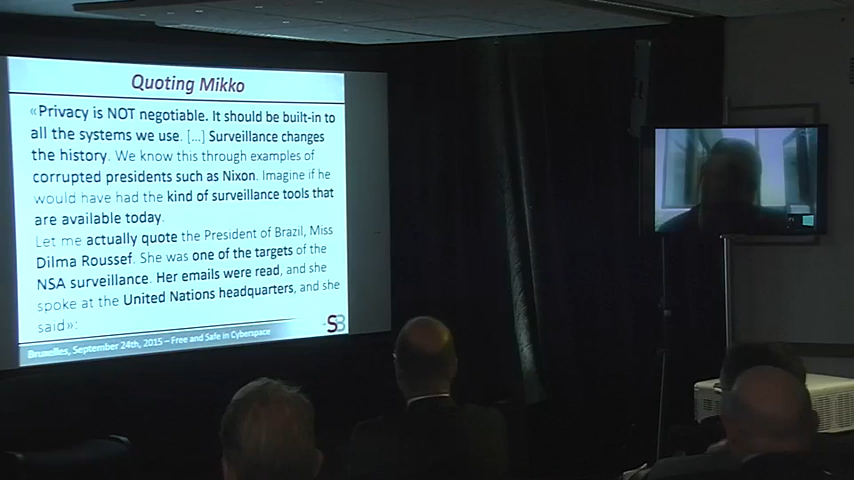 Quoting Mikko
«Privacy is NOT negotiable. It should be built-in to
all the systems we use. [...] Surveillance changes
the history. We know this through examples of
corrupted presidents such as Nixon. Imagine if he
would have had the kind of surveillance tools that
are available today.
Let me actually quote the President of Brazil, Miss
Dilma Roussef. She was one of the targets of the
NSA surveillance. Her emails were read, and she
spoke at the United Nations headquarters, and she
said»:
SB
Bruxelles, September 24th, 2015 – Free and Safe in Cyberspace